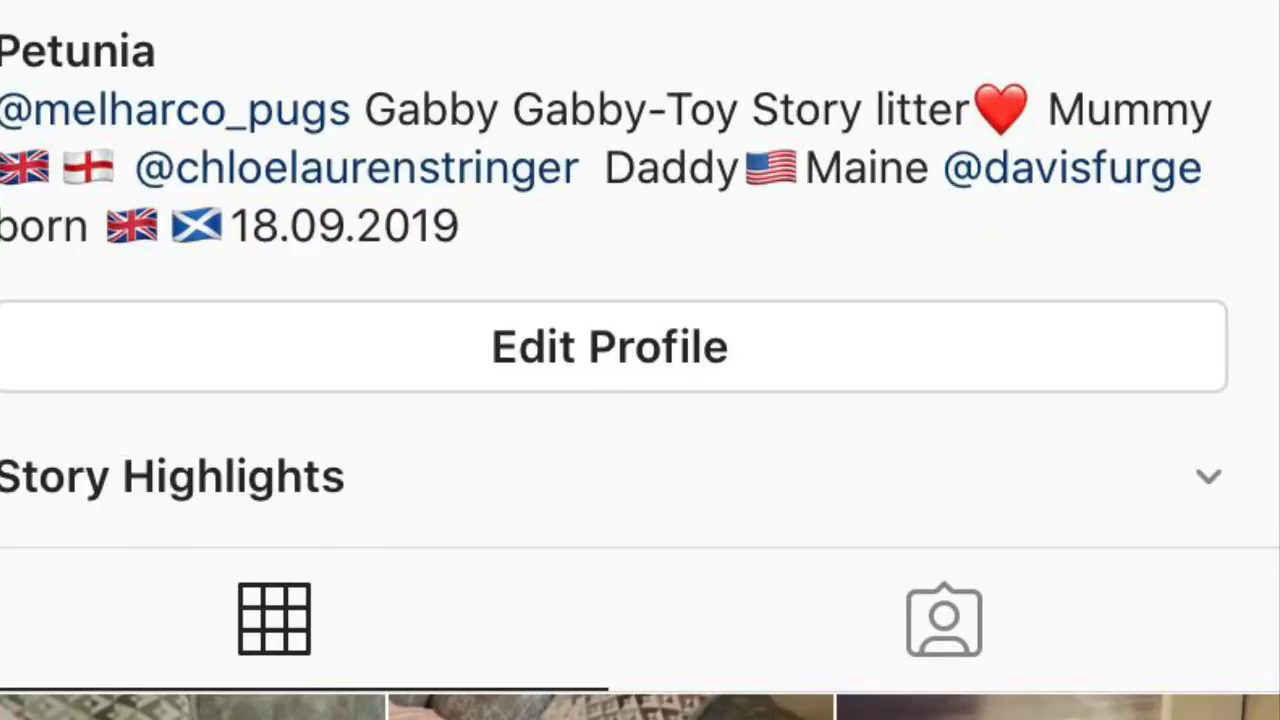 Petunia
@melharco_pugs Gabby Gabby-Toy Story litter❤️ Mummy
🇬🇧 🏴󠁧󠁢󠁥󠁮󠁧󠁿 @chloelaurenstringer Daddy🇺🇸Maine @davisfurge
born 🇬🇧 🏴󠁧󠁢󠁳󠁣󠁴󠁿18.09.2019
Edit Profile
Story Highlights